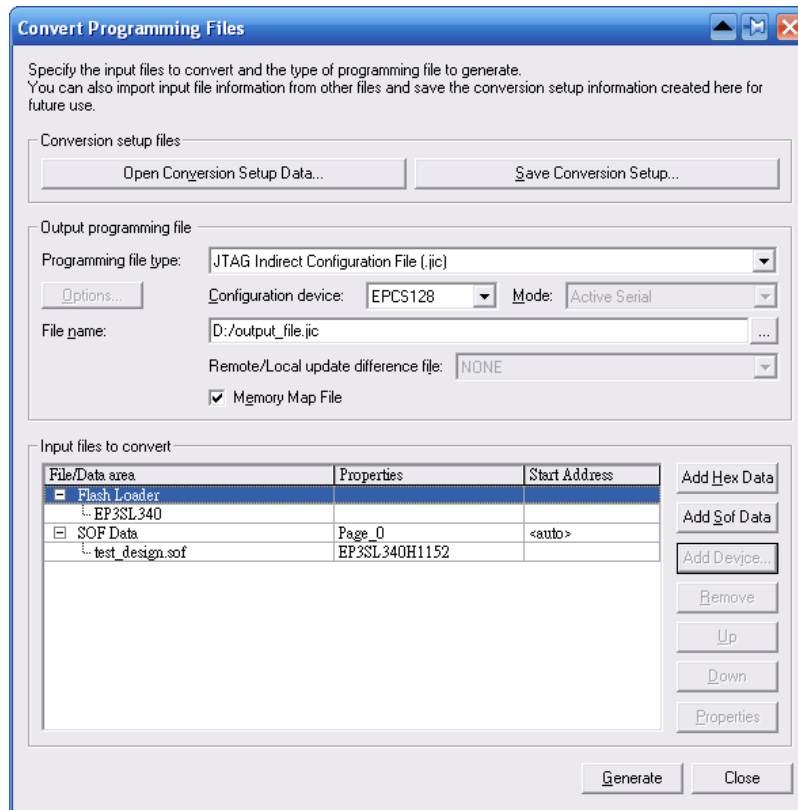 Convert Programming Files
Specify the input files to convert and the type of programming file to generate.
You can also import input file information from other files and save the conversion setup information created here for
future use.
Conversion setup files
Open Conversion Setup Data...
Save Conversion Setup...
Output programming file
Programming file type:
JTAG Indirect Configuration File (.jic)
Options...
Configuration device:
EPCS128
Mode:
Active Serial
File name:
D:/output_file.jic
...
Remote/Local update difference file:
NONE
Memory Map File
Input files to convert
File/Data area Properties Start Address
Flash Loader
EP3SL340
SOF Data Page_0 <auto>
test_design.sof EP3SL340H1152
Add Hex Data
Add Sof Data
Add Device...
Remove
Up
Down
Properties
Generate
Close